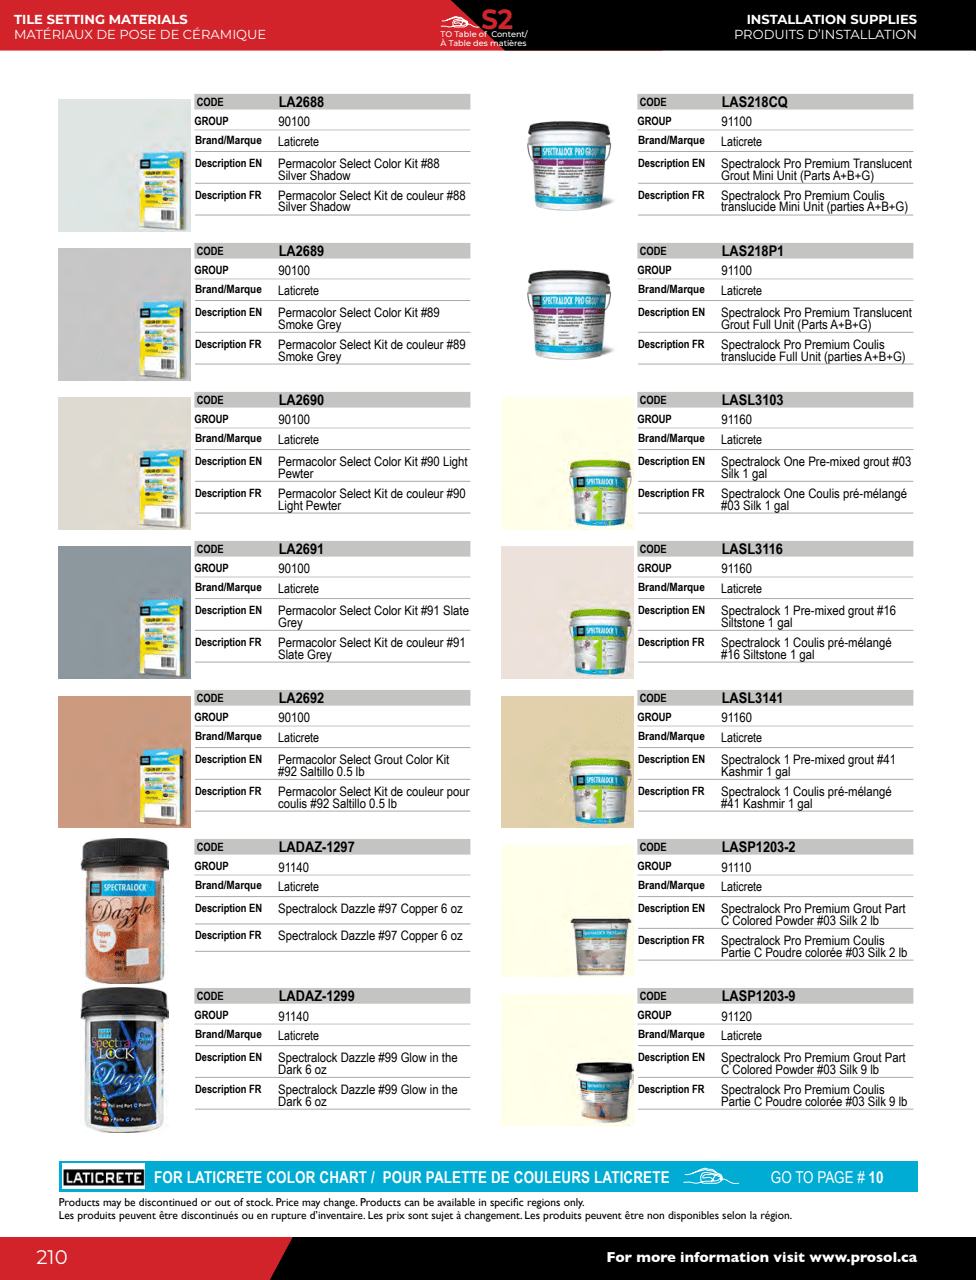 TILE SETTING MATERIALS
MATÉRIAUX DE POSE DE CÉRAMIQUE
S2
TO Table of Content/
À Table des matières
INSTALLATION SUPPLIES
PRODUITS D'INSTALLATION
CODE LA2688
GROUP 90100
Brand/Marque Laticrete
Description EN Permacolor Select Color Kit #88
Silver Shadow
Description FR Permacolor Select Kit de couleur #88
Silver Shadow
CODE LA2689
GROUP 90100
Brand/Marque Laticrete
Description EN Permacolor Select Color Kit #89
Smoke Grey
Description FR Permacolor Select Kit de couleur #89
Smoke Grey
CODE LA2690
GROUP 90100
Brand/Marque Laticrete
Description EN Permacolor Select Color Kit #90 Light
Pewter
Description FR Permacolor Select Kit de couleur #90
Light Pewter
CODE LA2691
GROUP 90100
Brand/Marque Laticrete
Description EN Permacolor Select Color Kit #91 Slate
Grey
Description FR Permacolor Select Kit de couleur #91
Slate Grey
CODE LA2692
GROUP 90100
Brand/Marque Laticrete
Description EN Permacolor Select Grout Color Kit
#92 Saltillo 0.5 lb
Description FR Permacolor Select Kit de couleur pour
coulis #92 Saltillo 0.5 lb
SPECTRALOCK
Dazzle
Copper
CODE LADAZ-1297
GROUP 91140
Brand/Marque Laticrete
Description EN Spectralock Dazzle #97 Copper 6 oz
Description FR Spectralock Dazzle #97 Copper 6 oz
Spectra
LOCK
Dazzle
CODE LADAZ-1299
GROUP 91140
Brand/Marque Laticrete
Description EN Spectralock Dazzle #99 Glow in the
Dark 6 oz
Description FR Spectralock Dazzle #99 Glow in the
Dark 6 oz
SPECTRALOCK PRO GROUT
CODE LAS218CQ
GROUP 91100
Brand/Marque Laticrete
Description EN Spectralock Pro Premium Translucent
Grout Mini Unit (Parts A+B+G)
Description FR Spectralock Pro Premium Coulis
translucide Mini Unit (parties A+B+G)
SPECTRALOCK PRO GROUT
CODE LAS218P1
GROUP 91100
Brand/Marque Laticrete
Description EN Spectralock Pro Premium Translucent
Grout Full Unit (Parts A+B+G)
Description FR Spectralock Pro Premium Coulis
translucide Full Unit (parties A+B+G)
SPECTRALOCK 1
CODE LASL3103
GROUP 91160
Brand/Marque Laticrete
Description EN Spectralock One Pre-mixed grout #03
Silk 1 gal
Description FR Spectralock One Coulis pré-mélangé
#03 Silk 1 gal
SPECTRALOCK 1
CODE LASL3116
GROUP 91160
Brand/Marque Laticrete
Description EN Spectralock 1 Pre-mixed grout #16
Siltstone 1 gal
Description FR Spectralock 1 Coulis pré-mélangé
#16 Siltstone 1 gal
SPECTRALOCK 1
CODE LASL3141
GROUP 91160
Brand/Marque Laticrete
Description EN Spectralock 1 Pre-mixed grout #41
Kashmir 1 gal
Description FR Spectralock 1 Coulis pré-mélangé
#41 Kashmir 1 gal
CODE LASP1203-2
GROUP 91110
Brand/Marque Laticrete
Description EN Spectralock Pro Premium Grout Part
C Colored Powder #03 Silk 2 lb
Description FR Spectralock Pro Premium Coulis
Partie C Poudre colorée #03 Silk 2 lb
CODE LASP1203-9
GROUP 91120
Brand/Marque Laticrete
Description EN Spectralock Pro Premium Grout Part
C Colored Powder #03 Silk 9 lb
Description FR Spectralock Pro Premium Coulis
Partie C Poudre colorée #03 Silk 9 lb
LATICRETE FOR LATICRETE COLOR CHART / POUR PALETTE DE COULEURS LATICRETE GO TO PAGE # 10
Products may be discontinued or out of stock. Price may change. Products can be available in specific regions only.
Les produits peuvent être discontinués ou en rupture d'inventaire. Les prix sont sujet à changement. Les produits peuvent être non disponibles selon la région.
210
For more information visit www.prosol.ca